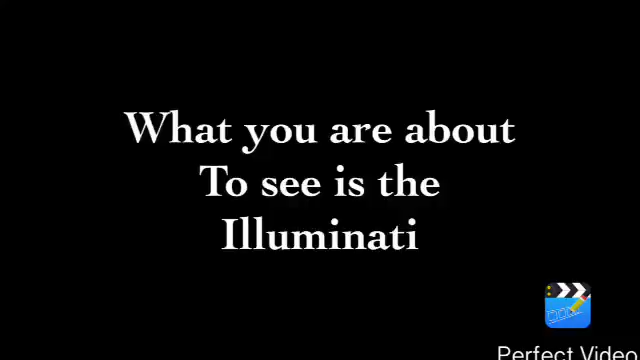 What you are about
To see is the
Illuminati
Perfect Video